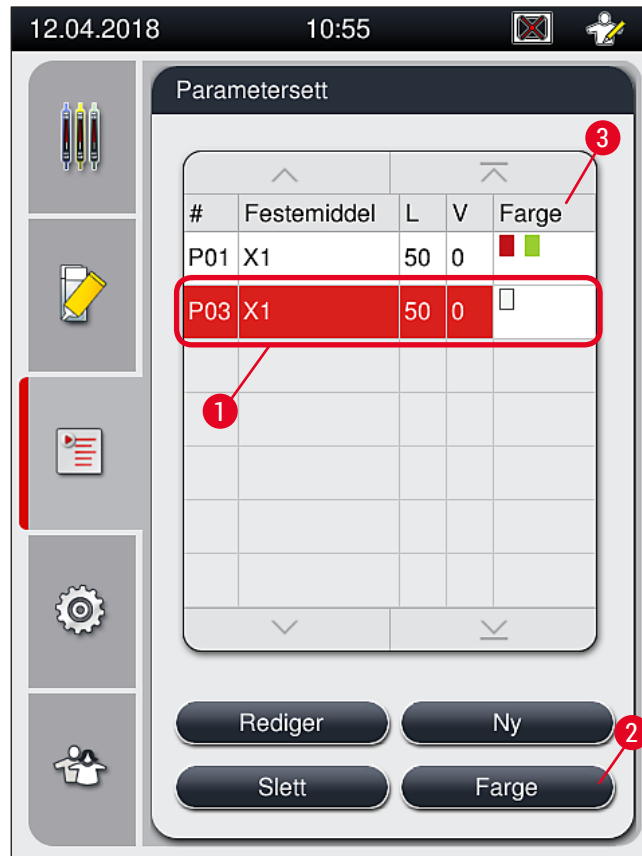 12.04.2018 10:55
Parametersett
3
# Festemiddel L V Farge
P01 X1 50 0
P03 X1 50 0
1
Rediger Ny
2
Slett Farge